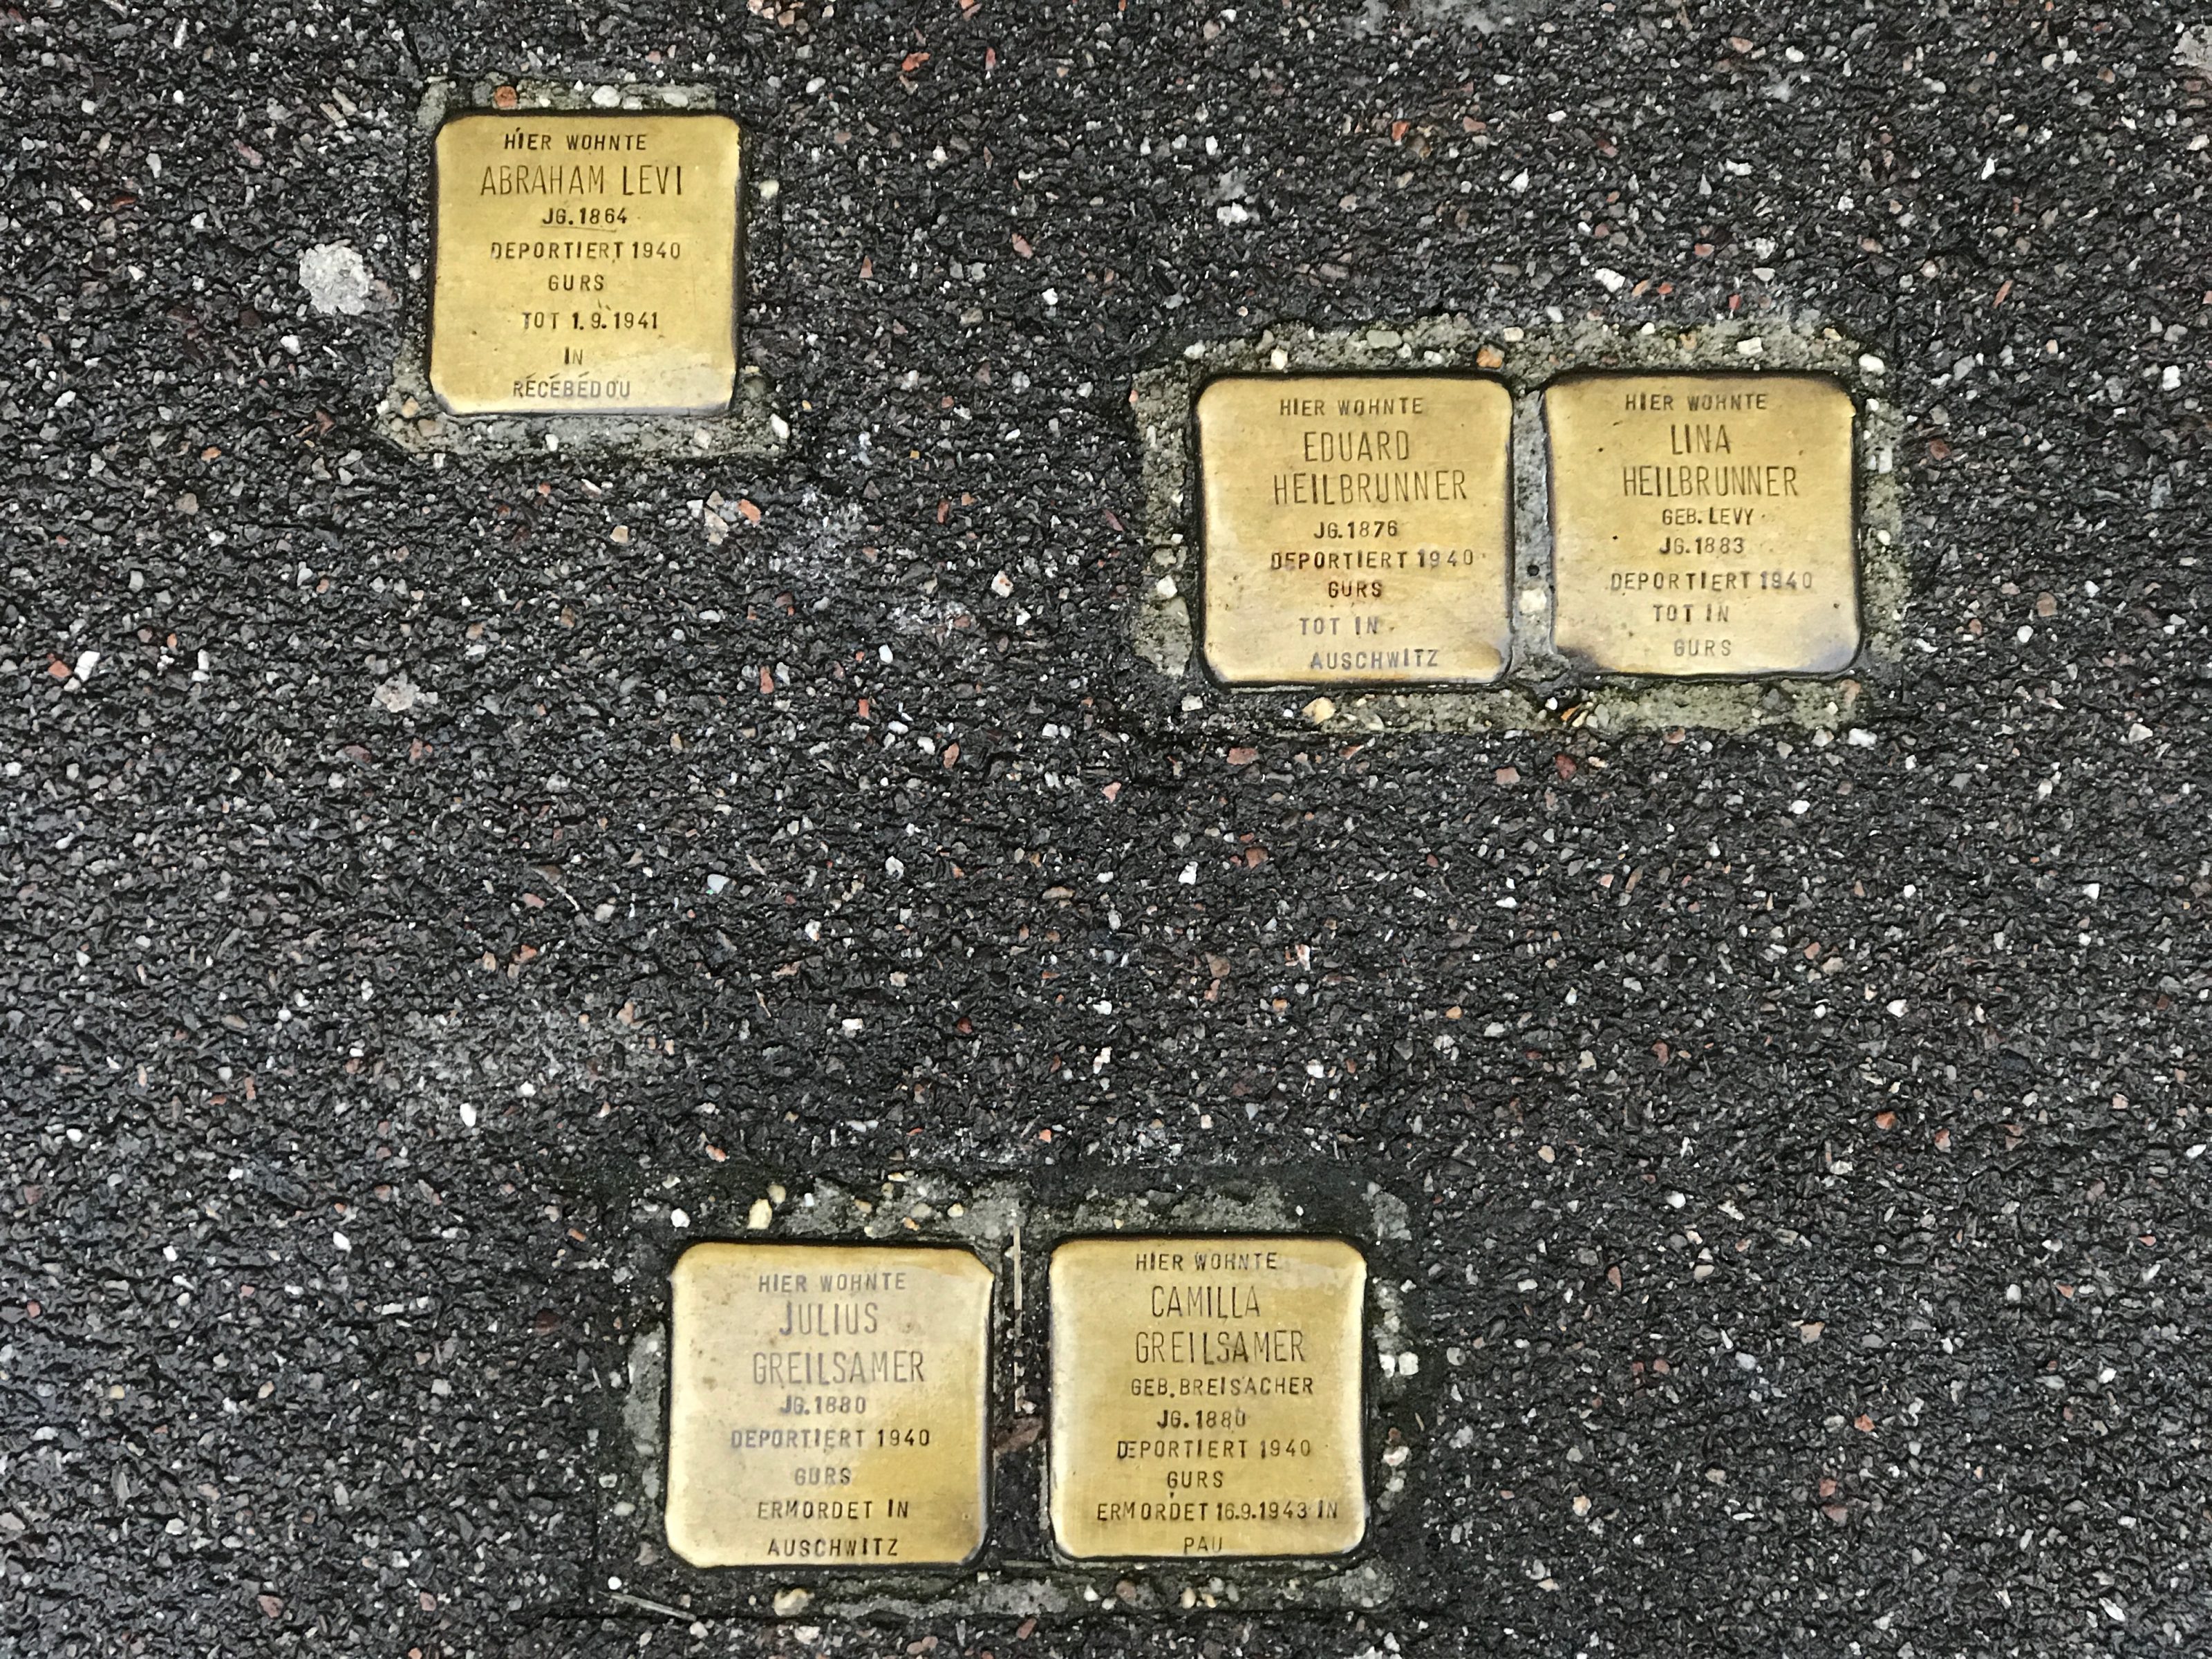 HIER WOHNTE
ABRAHAM LEVI
JG. 1864
DEPORTIERT 1940
GURS
TOT 1.9.1941
IN
RÉCÉBÉDOU
HIER WOHNTE
EDUARD
HEILBRUNNER
JG. 1876
DEPORTIERT 1940
GURS
TOT IN
AUSCHWITZ
HIER WOHNTE
LINA
HEILBRUNNER
GEB. LEVY
JG. 1883
DEPORTIERT 1940
TOT IN
GURS
HIER WOHNTE
JULIUS
GREILSAMER
JG. 1880
DEPORTIERT 1940
GURS
ERMORDET IN
AUSCHWITZ
HIER WOHNTE
CAMILLA
GREILSAMER
GEB. BREISACHER
JG. 1880
DEPORTIERT 1940
GURS
ERMORDET 16.9.1943 IN
PAU